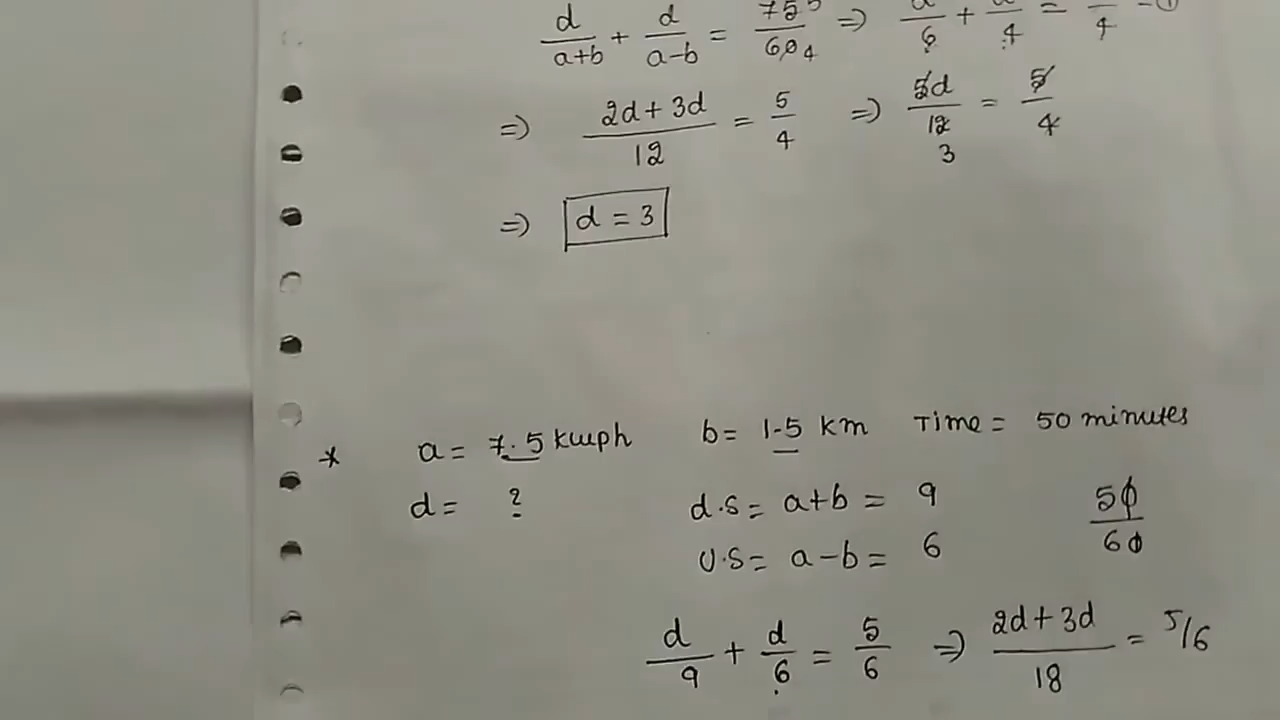 d/(a+b) + d/(a-b) = 75/60 5 4 => d/6 + d/4 = /4 - ①
=> (2d + 3d)/12 = 5/4 => 5d/12 3 = 5/4
=> d = 3
* a = 7.5 kmph b = 1.5 km Time = 50 minutes
d = ? d.s = a+b = 9 50/60
U.S = a-b = 6
d/9 + d/6 = 5/6 => (2d + 3d)/18 = 5/6